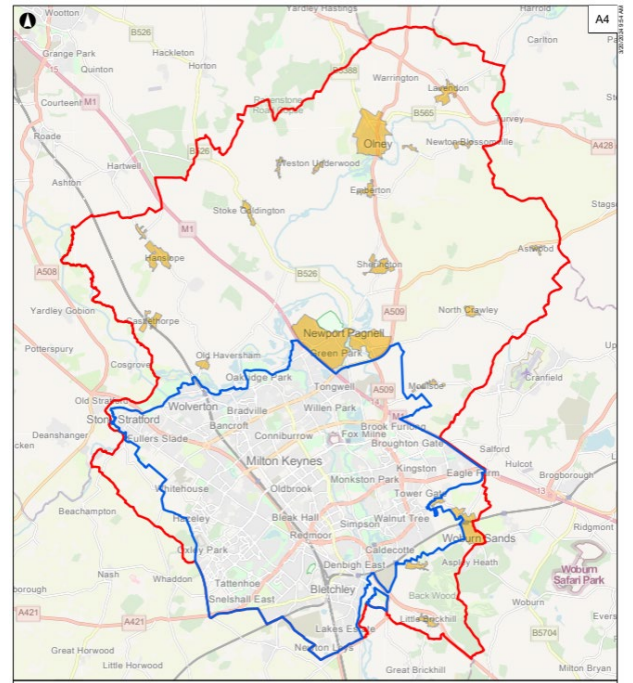 Wootton
Yardley Hastings
Harrold
A4
Grange Park
B526
Hackleton
Carlton
Quinton
Horton
Warrington
Lavendon
M1
Courteenhall
B565
Turvey
Roade
Olney
Newton Blossomville
A428
B526
Hartwell
Weston Underwood
Ashton
Emberton
Stoke Goldington
M1
Astwood
Hanslope
Sherington
A508
B526
Yardley Gobion
Castlethorpe
A509
North Crawley
Newport Pagnell
Potterspury
Green Park
Cosgrove
Old Haversham
Cranfield
Oakridge Park
Tongwell
A509
Moulsoe
Old Stratford
Wolverton
Willen Park
M1
Stony Stratford
Bradville
Bancroft
Brook Furlong
Deanshanger
Fullers Slade
Conniburrow
Fox Milne
Broughton Gate
Salford
Hulcot
Milton Keynes
Kingston
Eagle Farm
Brogborough
Whitehouse
Oldbrook
Monkston Park
13
Tower Gate
Beachampton
Hazeley
Bleak Hall
Simpson
Walnut Tree
Ridgmont
Redmoor
Woburn Sands
Oxley Park
Caldecotte
Nash
Whaddon
Denbigh East
Aspley Heath
Woburn
Safari Park
Tattenhoe
Bletchley
Back Wood
Snelshall East
Woburn
A421
A421
Lakes Estate
Little Brickhill
B5704
Great Horwood
Newton Leys
Little Horwood
Great Brickhill
Milton Bryan